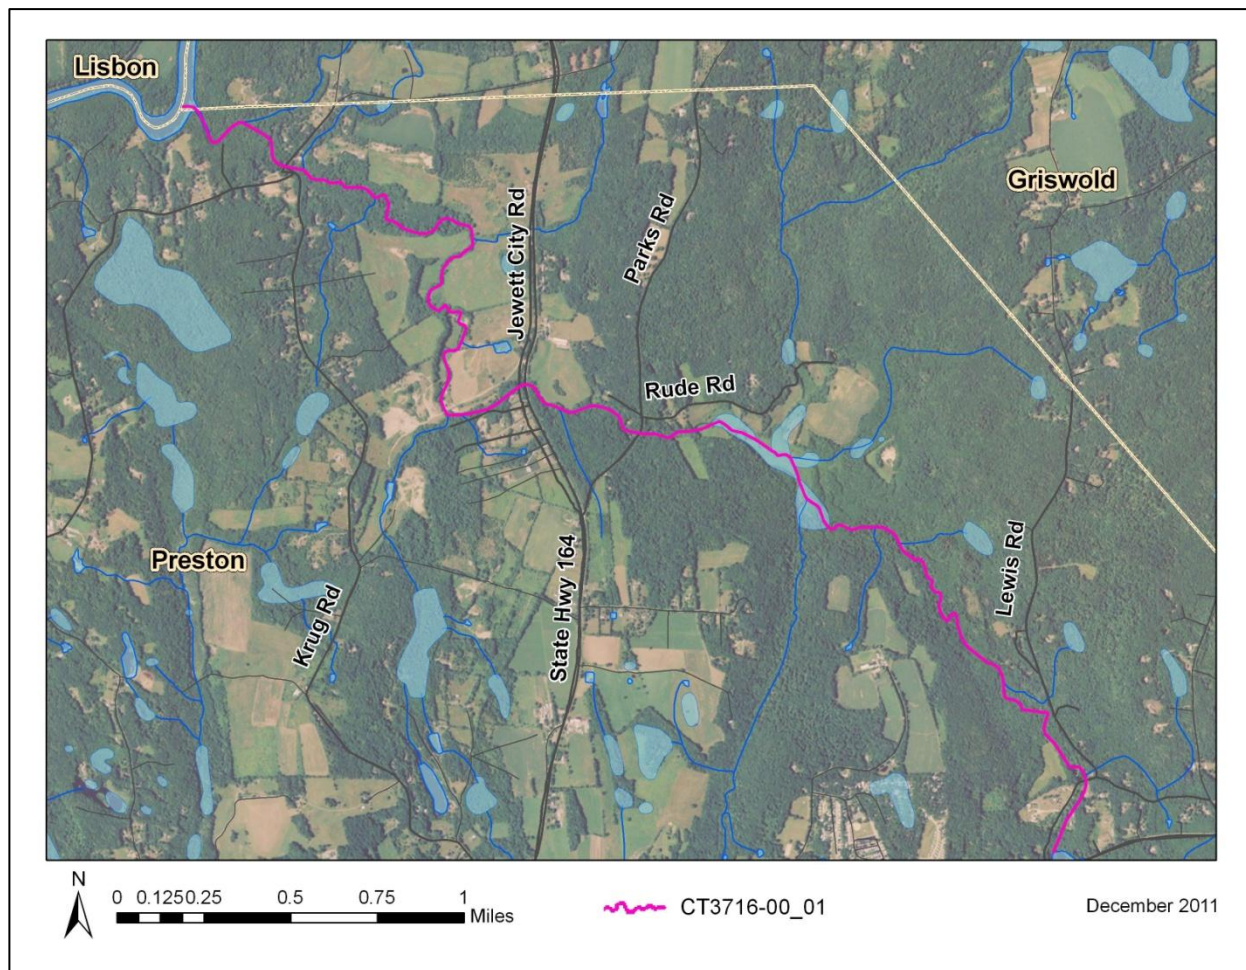 Lisbon
Griswold
Jewett City Rd
Parks Rd
Rude Rd
Preston
Krug Rd
State Hwy 164
Lewis Rd
N
0 0.125 0.25 0.5 0.75 1
Miles
CT3716-00_01
December 2011